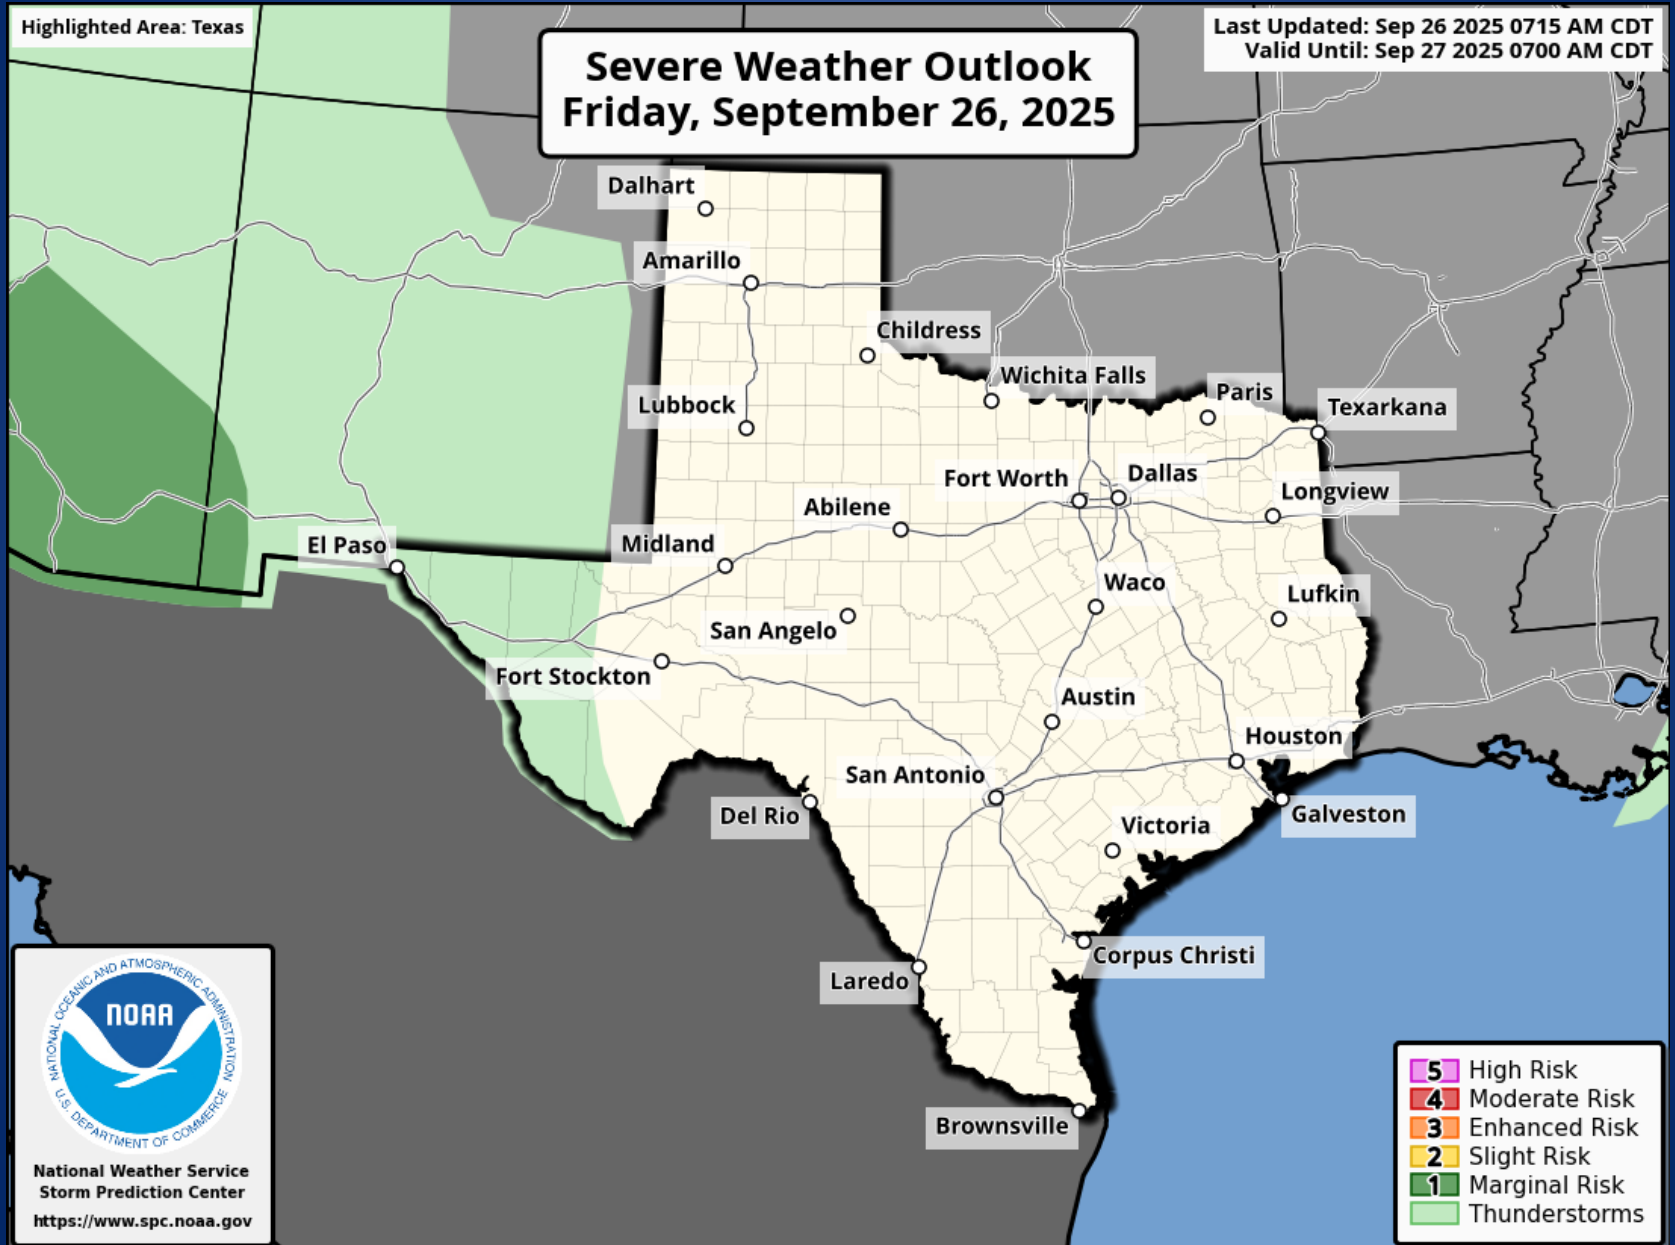 Highlighted Area: Texas
Severe Weather Outlook
Friday, September 26, 2025
Last Updated: Sep 26 2025 0715 AM CDT
Valid Until: Sep 27 2025 0700 AM CDT
Dalhart
Amarillo
Childress
Wichita Falls
Paris
Texarkana
Lubbock
Fort Worth
Dallas
Longview
Abilene
El Paso
Midland
Waco
Lufkin
San Angelo
Fort Stockton
Austin
Houston
San Antonio
Del Rio
Galveston
Victoria
Corpus Christi
Laredo
Brownsville
NATIONAL OCEANIC AND ATMOSPHERIC ADMINISTRATION
NOAA
U.S. DEPARTMENT OF COMMERCE
National Weather Service
Storm Prediction Center
https://www.spc.noaa.gov
5 High Risk
4 Moderate Risk
3 Enhanced Risk
2 Slight Risk
1 Marginal Risk
Thunderstorms